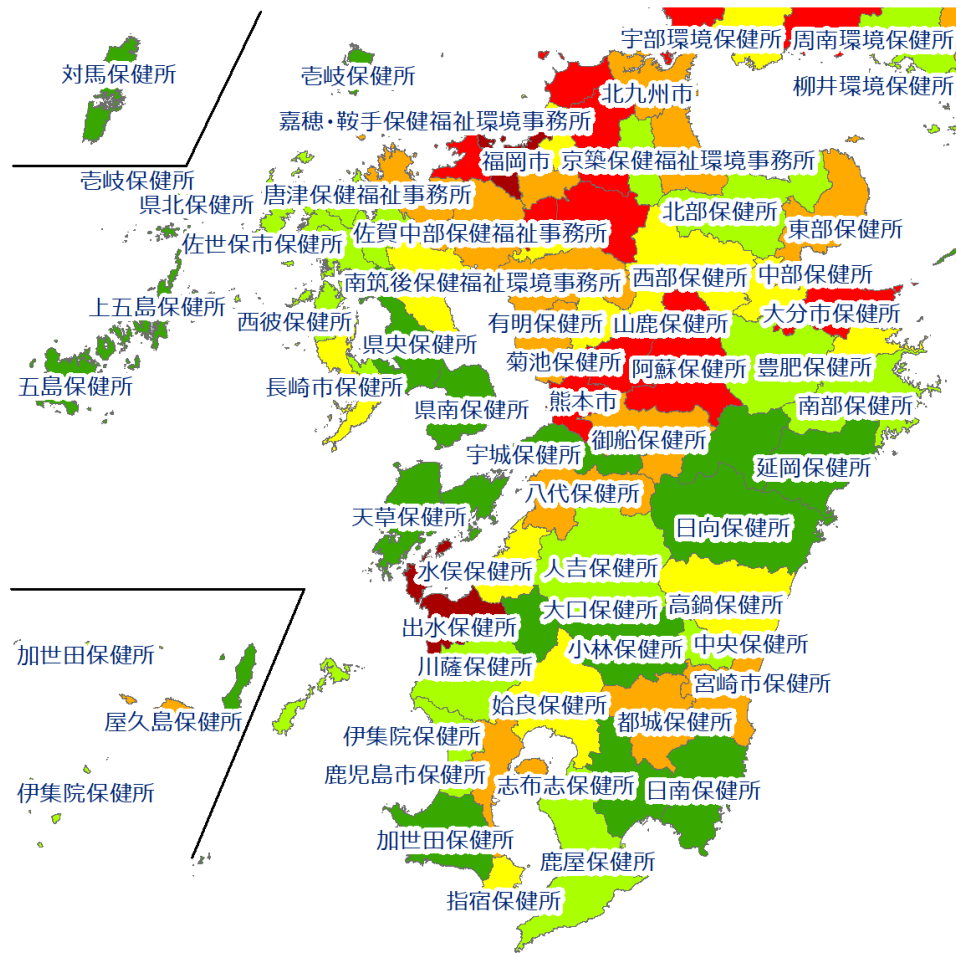 宇部環境保健所
周南環境保健所
対馬保健所
壱岐保健所
柳井環境保健所
北九州市
嘉穂・鞍手保健福祉環境事務所
福岡市
京築保健福祉環境事務所
壱岐保健所
唐津保健福祉事務所
県北保健所
北部保健所
東部保健所
佐世保市保健所
佐賀中部保健福祉事務所
南筑後保健福祉環境事務所
西部保健所
中部保健所
上五島保健所
西彼保健所
有明保健所
山鹿保健所
大分市保健所
県央保健所
菊池保健所
阿蘇保健所
豊肥保健所
五島保健所
長崎市保健所
熊本市
県南保健所
南部保健所
御船保健所
宇城保健所
延岡保健所
八代保健所
天草保健所
日向保健所
水俣保健所
人吉保健所
大口保健所
高鍋保健所
出水保健所
小林保健所
中央保健所
加世田保健所
川薩保健所
宮崎市保健所
姶良保健所
屋久島保健所
都城保健所
伊集院保健所
鹿児島市保健所
志布志保健所
日南保健所
伊集院保健所
加世田保健所
鹿屋保健所
指宿保健所